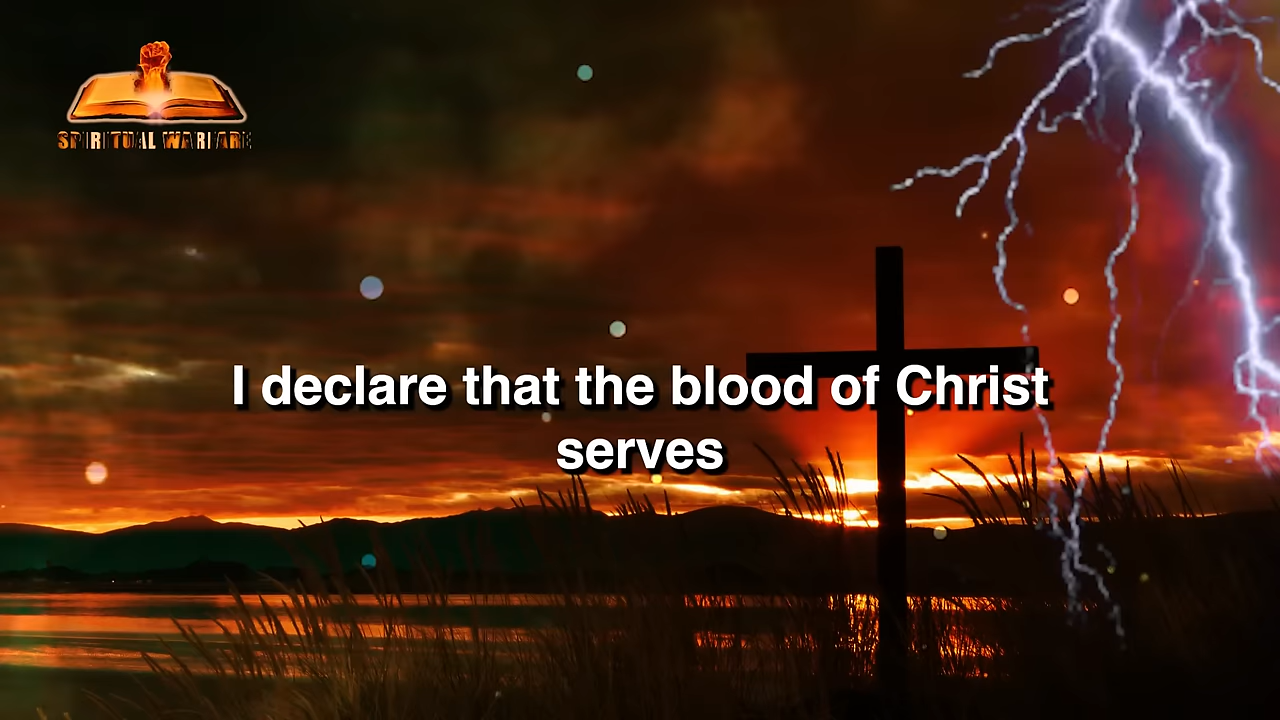 SPIRITUAL WARFARE
I declare that the blood of Christ
serves